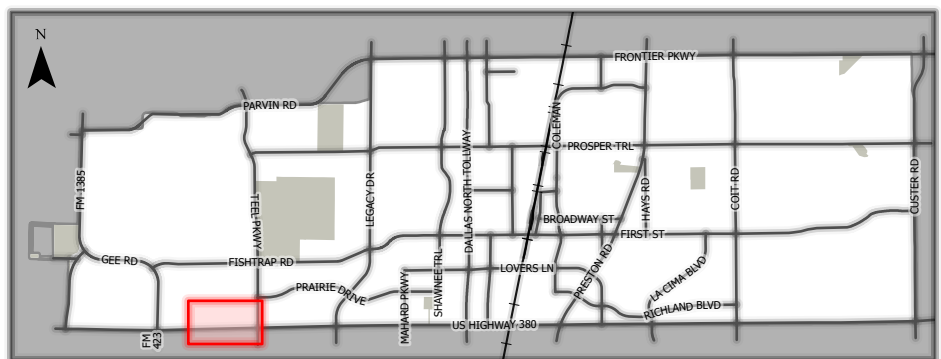 N
FRONTIER PKWY
PARVIN RD
COLEMAN
DALLAS NORTH TOLLWAY
PROSPER TRL
FM 1385
TEEL PKWY
LEGACY DR
HAYS RD
COIT RD
CUSTER RD
BROADWAY ST
FIRST ST
GEE RD
FISHTRAP RD
SHAWNEE TRL
LOVERS LN
PRESTON RD
LA CIMA BLVD
PRAIRIE DRIVE
MAHARD PKWY
RICHLAND BLVD
FM
423
US HIGHWAY 380